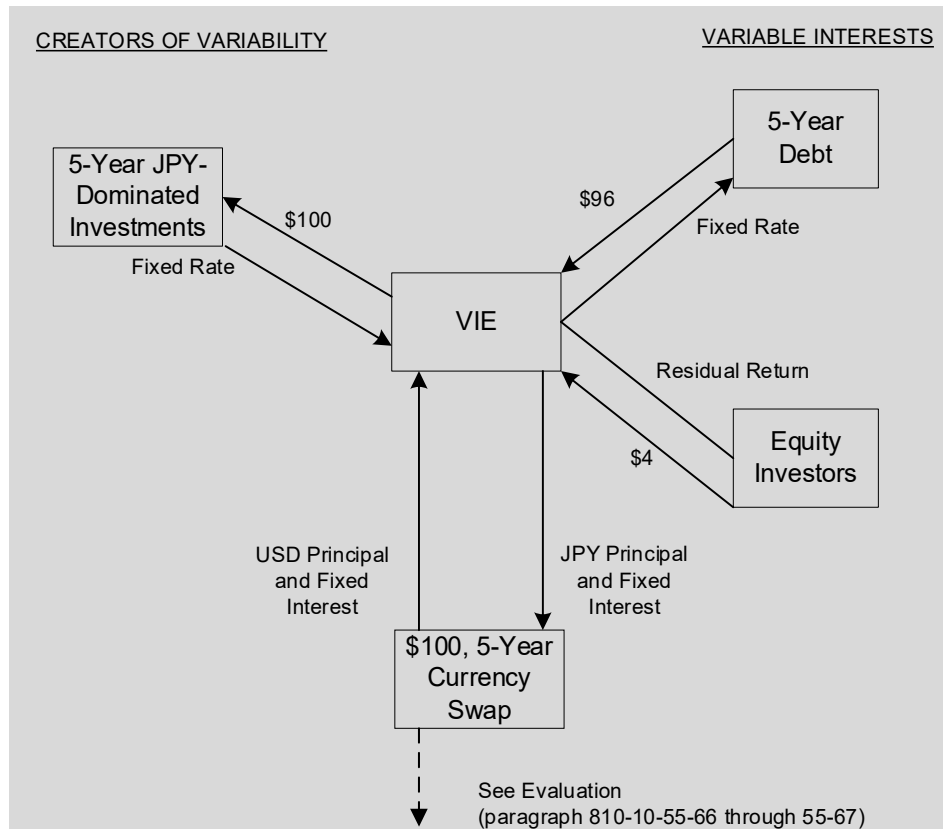 CREATORS OF VARIABILITY
VARIABLE INTERESTS
5-Year JPY-
Dominated
Investments
$100
Fixed Rate
5-Year
Debt
$96
Fixed Rate
VIE
Residual Return
$4
Equity
Investors
USD Principal
and Fixed
Interest
JPY Principal
and Fixed
Interest
$100, 5-Year
Currency
Swap
See Evaluation
(paragraph 810-10-55-66 through 55-67)